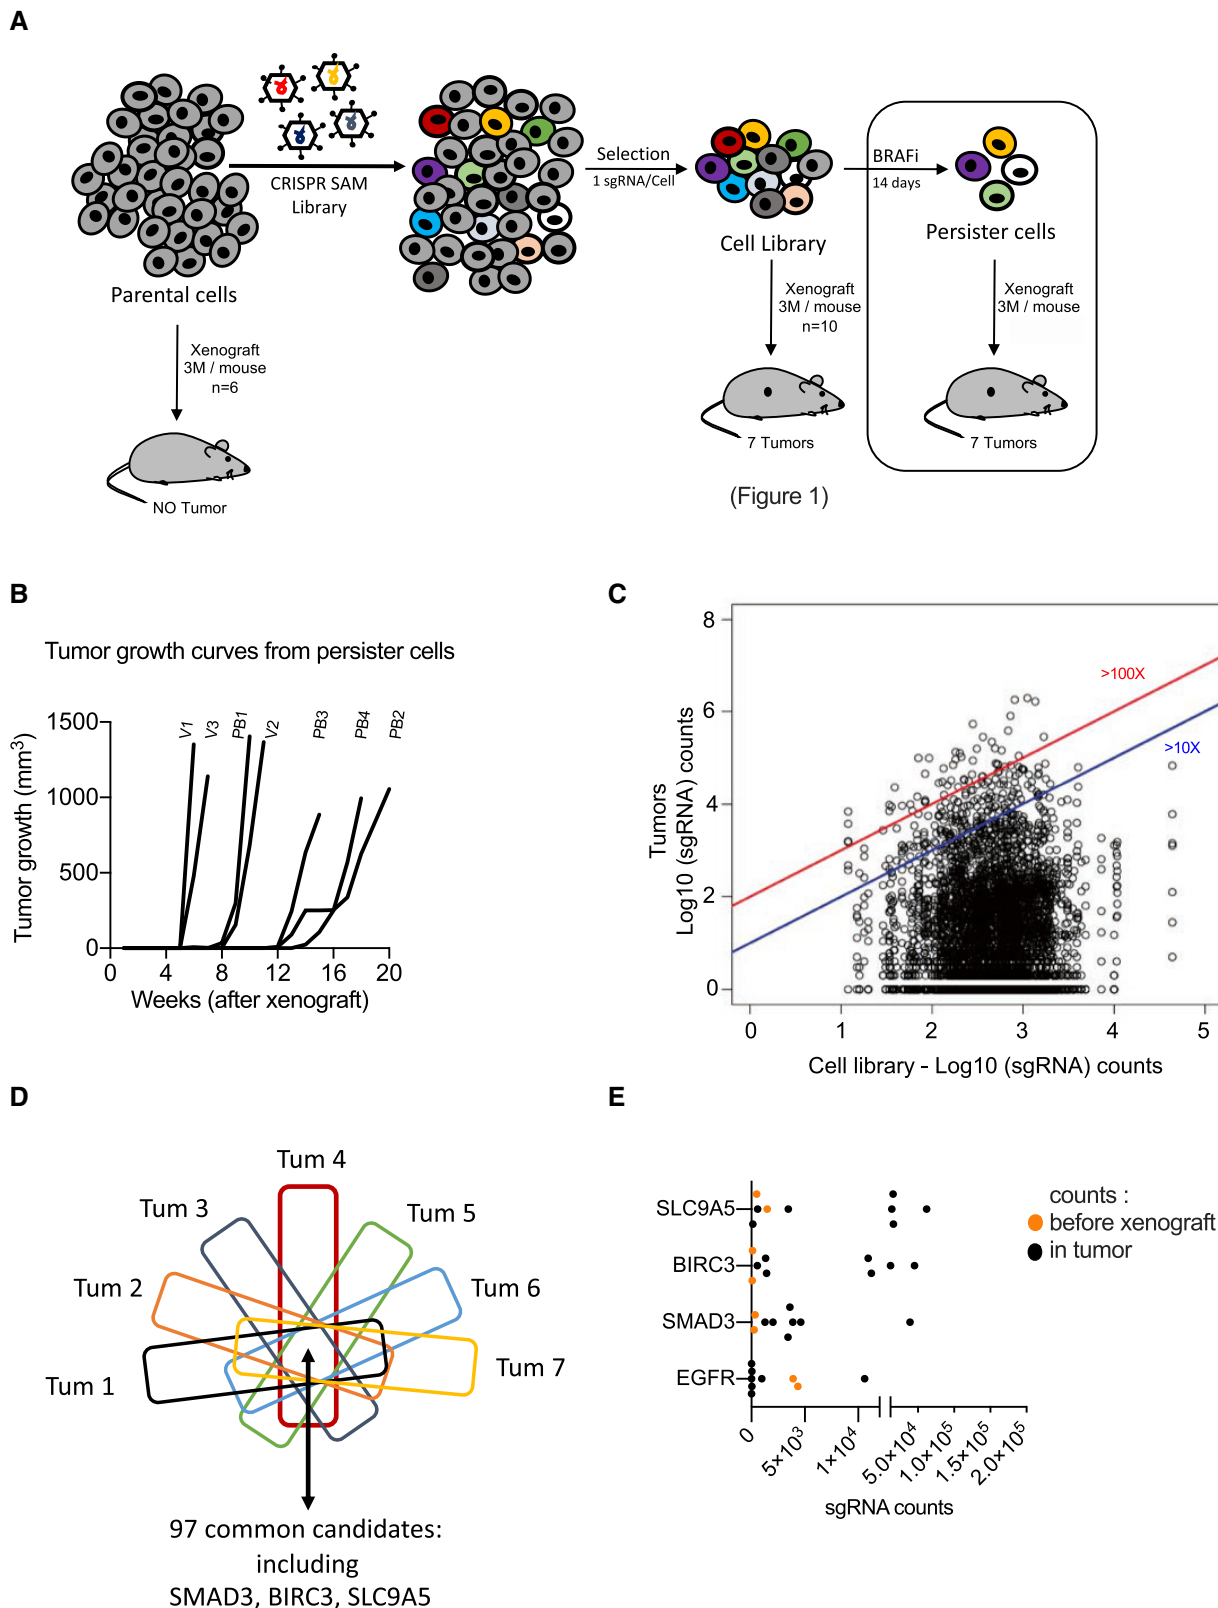 A
CRISPR SAM
Library
Selection
1 sgRNA/Cell
BRAFi
14 days
Parental cells
Cell Library
Persister cells
Xenograft
3M / mouse
n=6
Xenograft
3M / mouse
n=10
Xenograft
3M / mouse
NO Tumor
7 Tumors
7 Tumors
(Figure 1)
B
Tumor growth curves from persister cells
Tumor growth (mm³)
1500
1000
500
0
V1
V3
PB1
V2
PB3
PB4
PB2
0 4 8 12 16 20
Weeks (after xenograft)
C
Tumors
Log10 (sgRNA) counts
8
6
4
2
0
>100X
>10X
0 1 2 3 4 5
Cell library - Log10 (sgRNA) counts
D
Tum 1
Tum 2
Tum 3
Tum 4
Tum 5
Tum 6
Tum 7
97 common candidates:
including
SMAD3, BIRC3, SLC9A5
E
SLC9A5
BIRC3
SMAD3
EGFR
counts :
before xenograft
in tumor
0
5×10³
1×10⁴
5.0×10⁴
1.0×10⁵
1.5×10⁵
2.0×10⁵
sgRNA counts